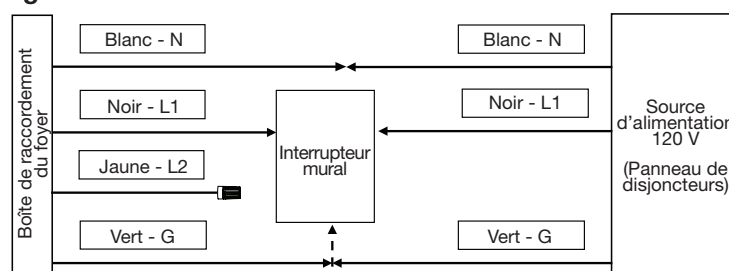 Boîte de raccordement
du foyer
Blanc - N
Blanc - N
Noir - L1
Noir - L1
Interrupteur
mural
Jaune - L2
Vert - G
Vert - G
Source
d'alimentation
120 V
(Panneau de
disjoncteurs)